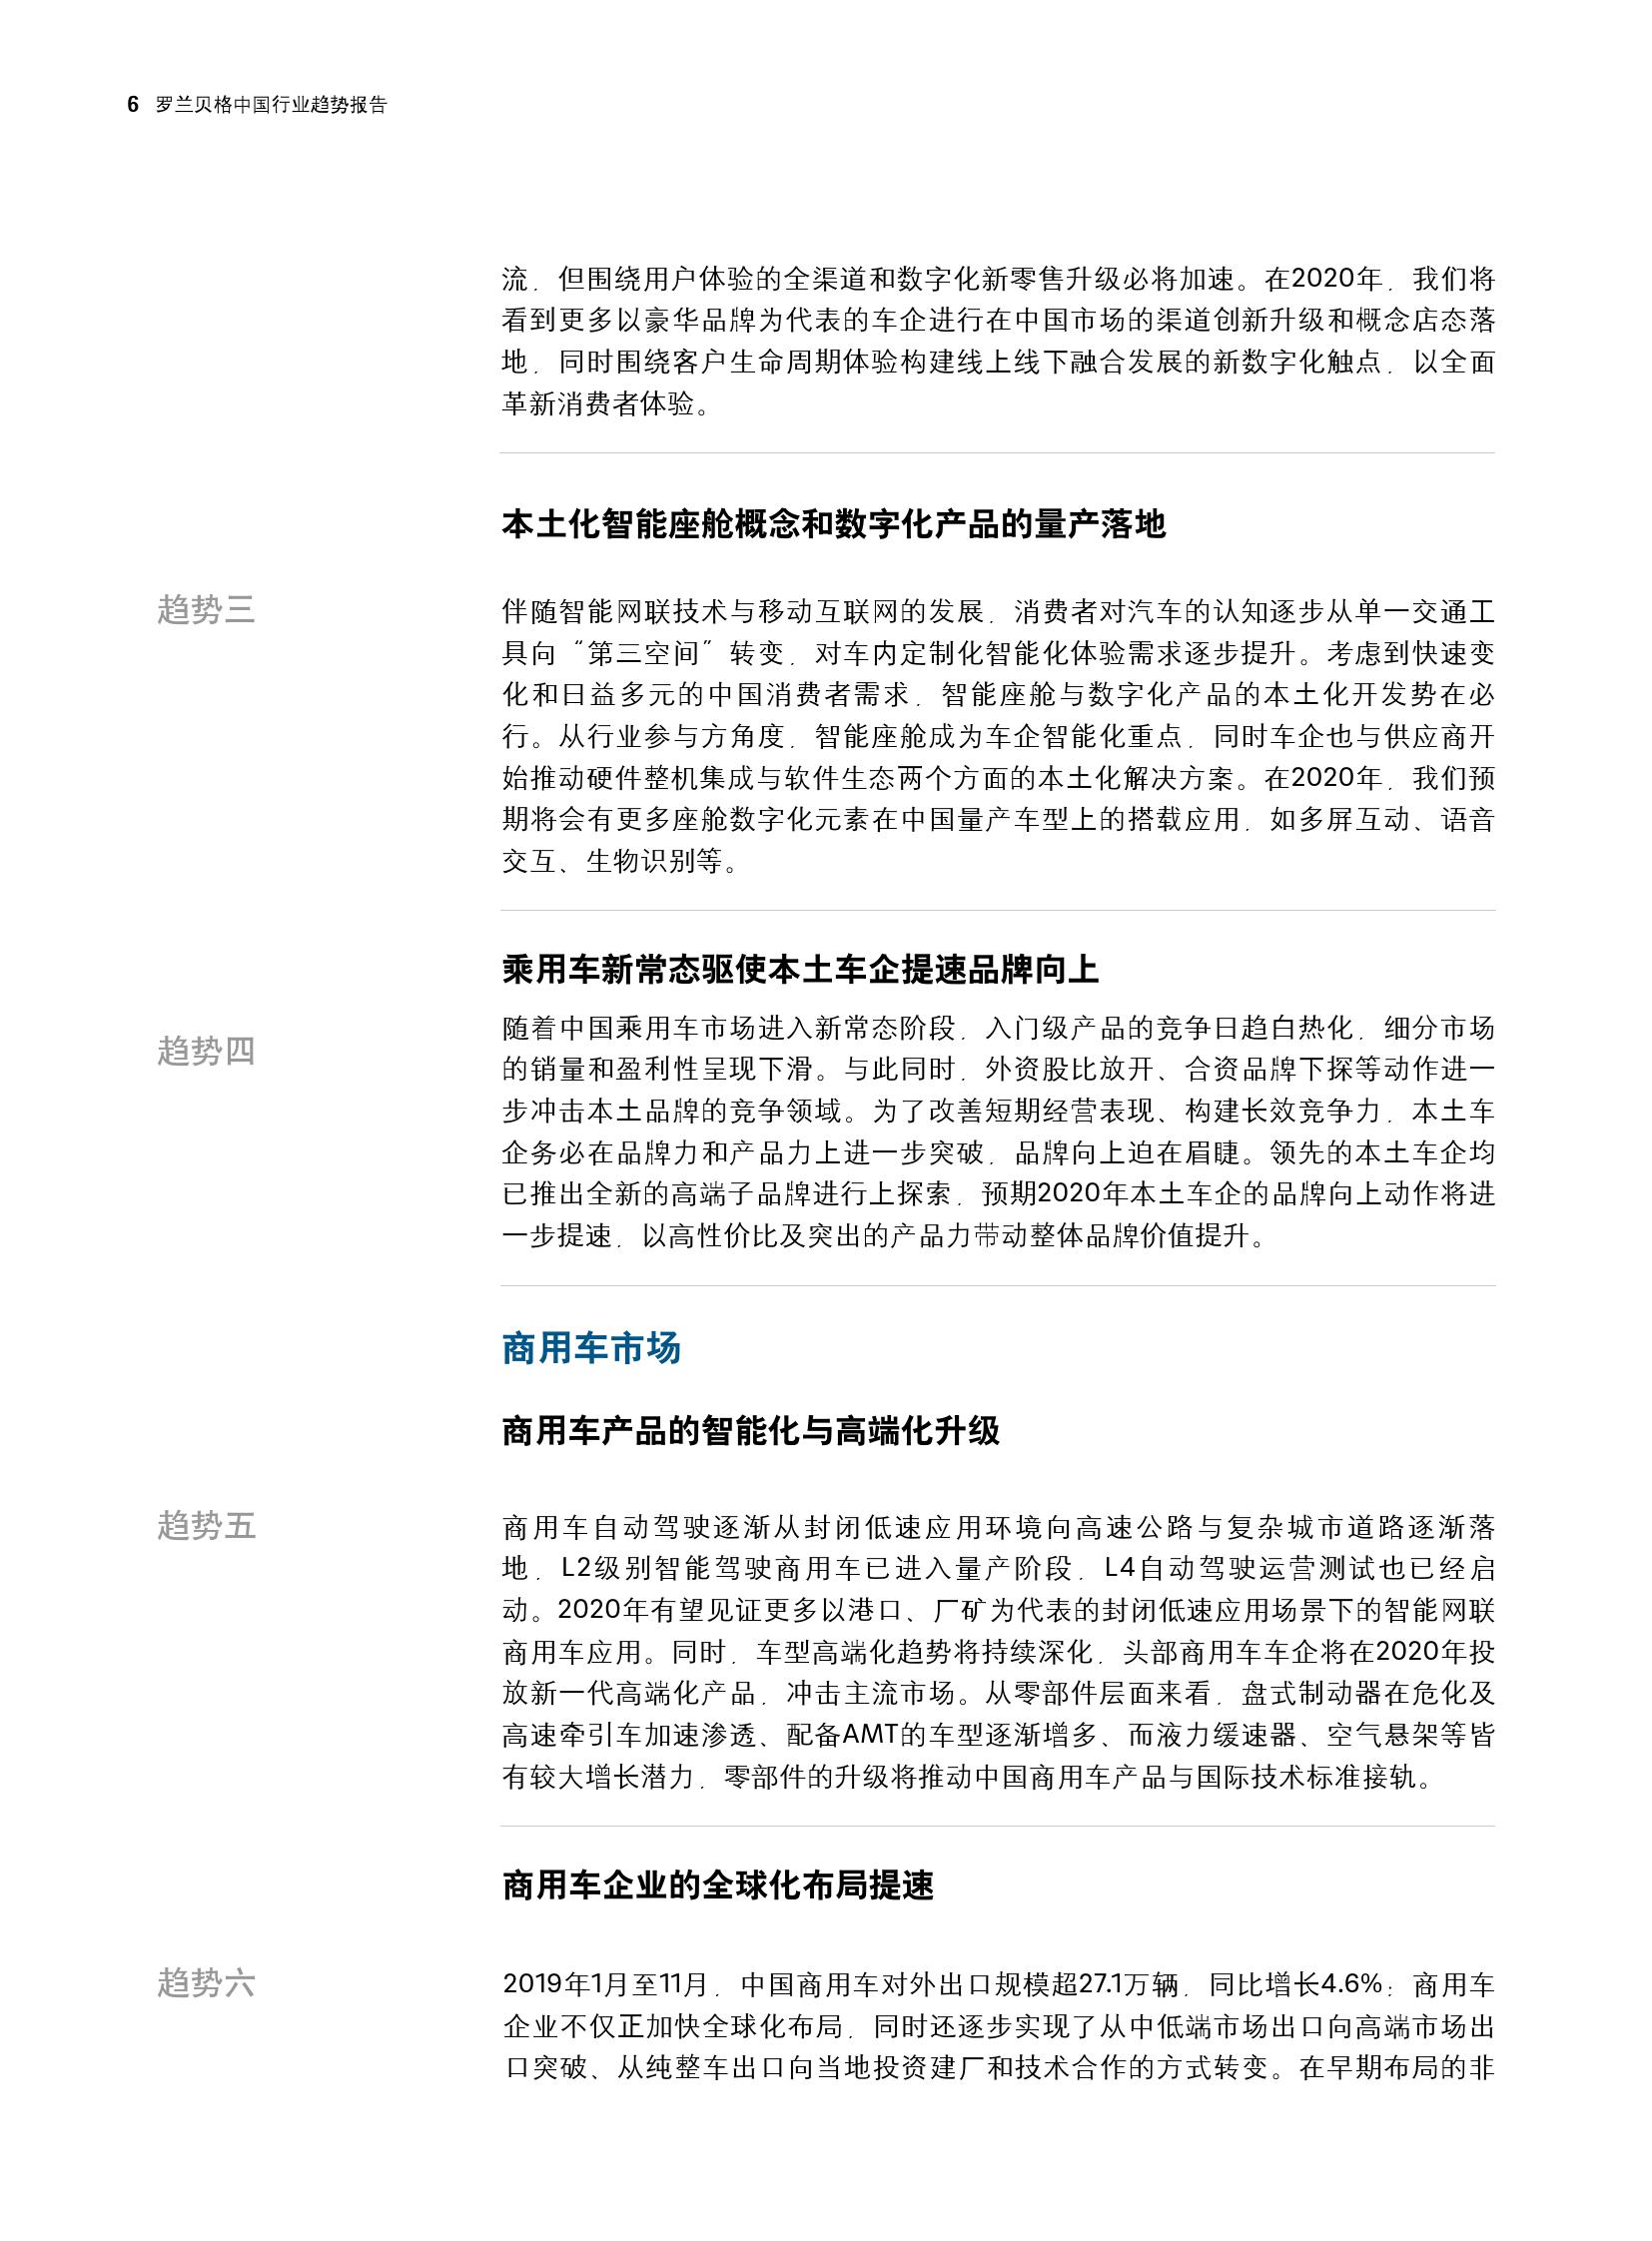 6 罗兰贝格中国行业趋势报告
流，但围绕用户体验的全渠道和数字化新零售升级必将加速。在2020年，我们将
看到更多以豪华品牌为代表的车企进行在中国市场的渠道创新升级和概念店态落
地，同时围绕客户生命周期体验构建线上线下融合发展的新数字化触点，以全面
革新消费者体验。
本土化智能座舱概念和数字化产品的量产落地
趋势三
伴随智能网联技术与移动互联网的发展，消费者对汽车的认知逐步从单一交通工
具向“第三空间”转变，对车内定制化智能化体验需求逐步提升。考虑到快速变
化和日益多元的中国消费者需求，智能座舱与数字化产品的本土化开发势在必
行。从行业参与方角度，智能座舱成为车企智能化重点，同时车企也与供应商开
始推动硬件整机集成与软件生态两个方面的本土化解决方案。在2020年，我们预
期将会有更多座舱数字化元素在中国量产车型上的搭载应用，如多屏互动、语音
交互、生物识别等。
乘用车新常态驱使本土车企提速品牌向上
趋势四
随着中国乘用车市场进入新常态阶段，入门级产品的竞争日趋白热化，细分市场
的销量和盈利性呈现下滑。与此同时，外资股比放开、合资品牌下探等动作进一
步冲击本土品牌的竞争领域。为了改善短期经营表现、构建长效竞争力，本土车
企务必在品牌力和产品力上进一步突破，品牌向上迫在眉睫。领先的本土车企均
已推出全新的高端子品牌进行上探索，预期2020年本土车企的品牌向上动作将进
一步提速，以高性价比及突出的产品力带动整体品牌价值提升。
商用车市场
商用车产品的智能化与高端化升级
趋势五
商用车自动驾驶逐渐从封闭低速应用环境向高速公路与复杂城市道路逐渐落
地，L2级别智能驾驶商用车已进入量产阶段，L4自动驾驶运营测试也已经启
动。2020年有望见证更多以港口、厂矿为代表的封闭低速应用场景下的智能网联
商用车应用。同时，车型高端化趋势将持续深化，头部商用车车企将在2020年投
放新一代高端化产品，冲击主流市场。从零部件层面来看，盘式制动器在危化及
高速牵引车加速渗透、配备AMT的车型逐渐增多、而液力缓速器、空气悬架等皆
有较大增长潜力，零部件的升级将推动中国商用车产品与国际技术标准接轨。
商用车企业的全球化布局提速
趋势六
2019年1月至11月，中国商用车对外出口规模超27.1万辆，同比增长4.6%；商用车
企业不仅正加快全球化布局，同时还逐步实现了从中低端市场出口向高端市场出
口突破、从纯整车出口向当地投资建厂和技术合作的方式转变。在早期布局的非